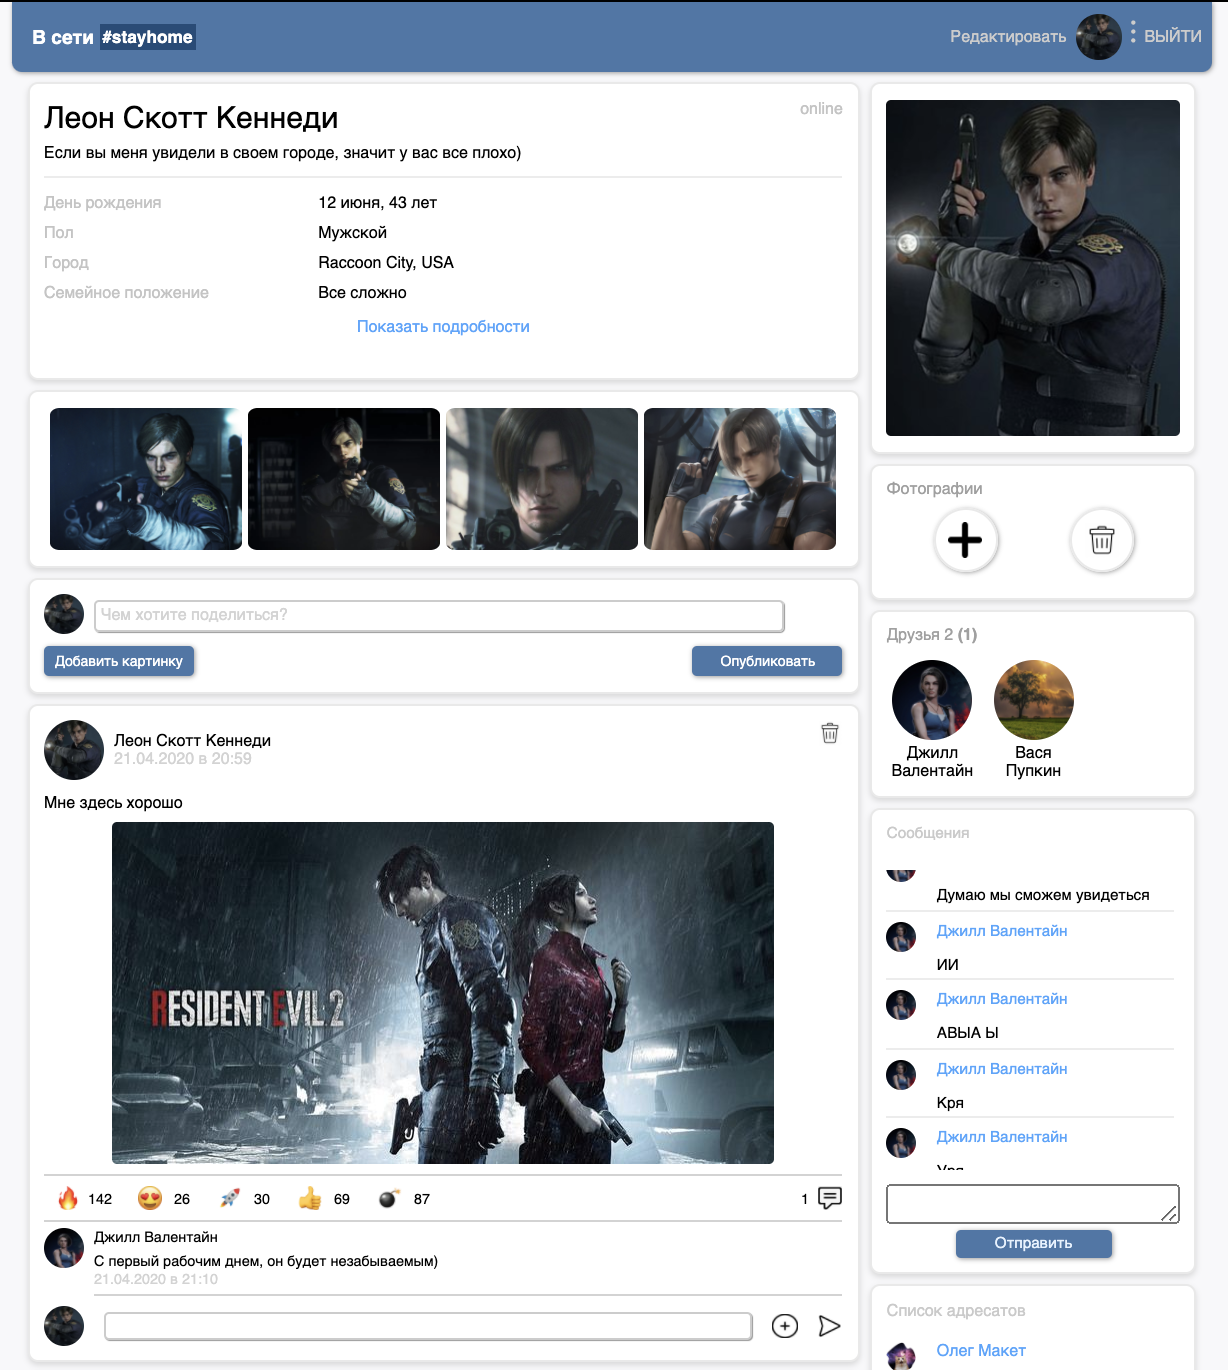 В сети #stayhome
Редактировать
ВЫЙТИ
Леон Скотт Кеннеди
online
Если вы меня увидели в своем городе, значит у вас все плохо)
День рождения 12 июня, 43 лет
Пол Мужской
Город Raccoon City, USA
Семейное положение Все сложно
Показать подробности
Чем хотите поделиться?
Добавить картинку
Опубликовать
Леон Скотт Кеннеди
21.04.2020 в 20:59
Мне здесь хорошо
RESIDENT EVIL 2
142 26 30 69 87 1
Джилл Валентайн
С первый рабочим днем, он будет незабываемым)
21.04.2020 в 21:10
Фотографии
Друзья 2 (1)
Джилл
Валентайн
Вася
Пупкин
Сообщения
Думаю мы сможем увидеться
Джилл Валентайн
ИИ
Джилл Валентайн
АВЫА Ы
Джилл Валентайн
Кря
Джилл Валентайн
Отправить
Список адресатов
Олег Макет